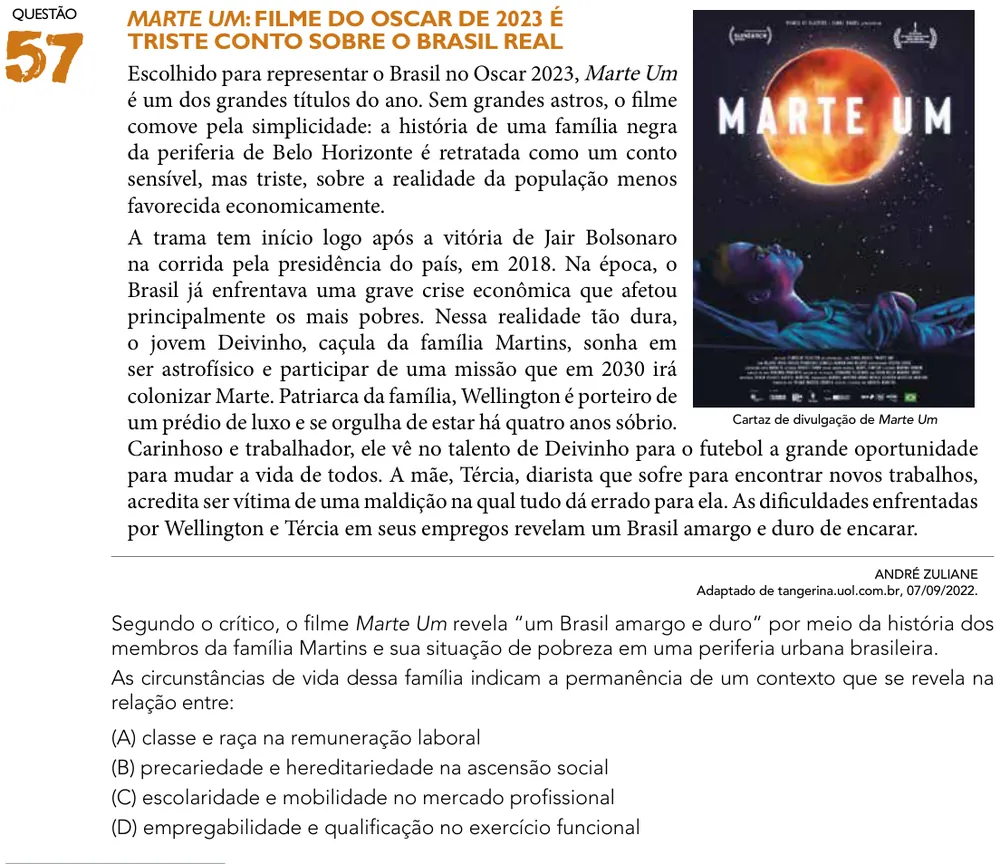 QUESTÃO
57
MARTE UM: FILME DO OSCAR DE 2023 É
TRISTE CONTO SOBRE O BRASIL REAL
Escolhido para representar o Brasil no Oscar 2023, Marte Um
é um dos grandes títulos do ano. Sem grandes astros, o filme
comove pela simplicidade: a história de uma família negra
da periferia de Belo Horizonte é retratada como um conto
sensível, mas triste, sobre a realidade da população menos
favorecida economicamente.
A trama tem início logo após a vitória de Jair Bolsonaro
na corrida pela presidência do país, em 2018. Na época, o
Brasil já enfrentava uma grave crise econômica que afetou
principalmente os mais pobres. Nessa realidade tão dura,
o jovem Deivinho, caçula da família Martins, sonha em
ser astrofísico e participar de uma missão que em 2030 irá
colonizar Marte. Patriarca da família, Wellington é porteiro de
um prédio de luxo e se orgulha de estar há quatro anos sóbrio.
Carinhoso e trabalhador, ele vê no talento de Deivinho para o futebol a grande oportunidade
para mudar a vida de todos. A mãe, Tércia, diarista que sofre para encontrar novos trabalhos,
acredita ser vítima de uma maldição na qual tudo dá errado para ela. As dificuldades enfrentadas
por Wellington e Tércia em seus empregos revelam um Brasil amargo e duro de encarar.
sundance
MARTE UM
Cartaz de divulgação de Marte Um
ANDRÉ ZULIANE
Adaptado de tangerina.uol.com.br, 07/09/2022.
Segundo o crítico, o filme Marte Um revela “um Brasil amargo e duro” por meio da história dos
membros da família Martins e sua situação de pobreza em uma periferia urbana brasileira.
As circunstâncias de vida dessa família indicam a permanência de um contexto que se revela na
relação entre:
(A) classe e raça na remuneração laboral
(B) precariedade e hereditariedade na ascensão social
(C) escolaridade e mobilidade no mercado profissional
(D) empregabilidade e qualificação no exercício funcional